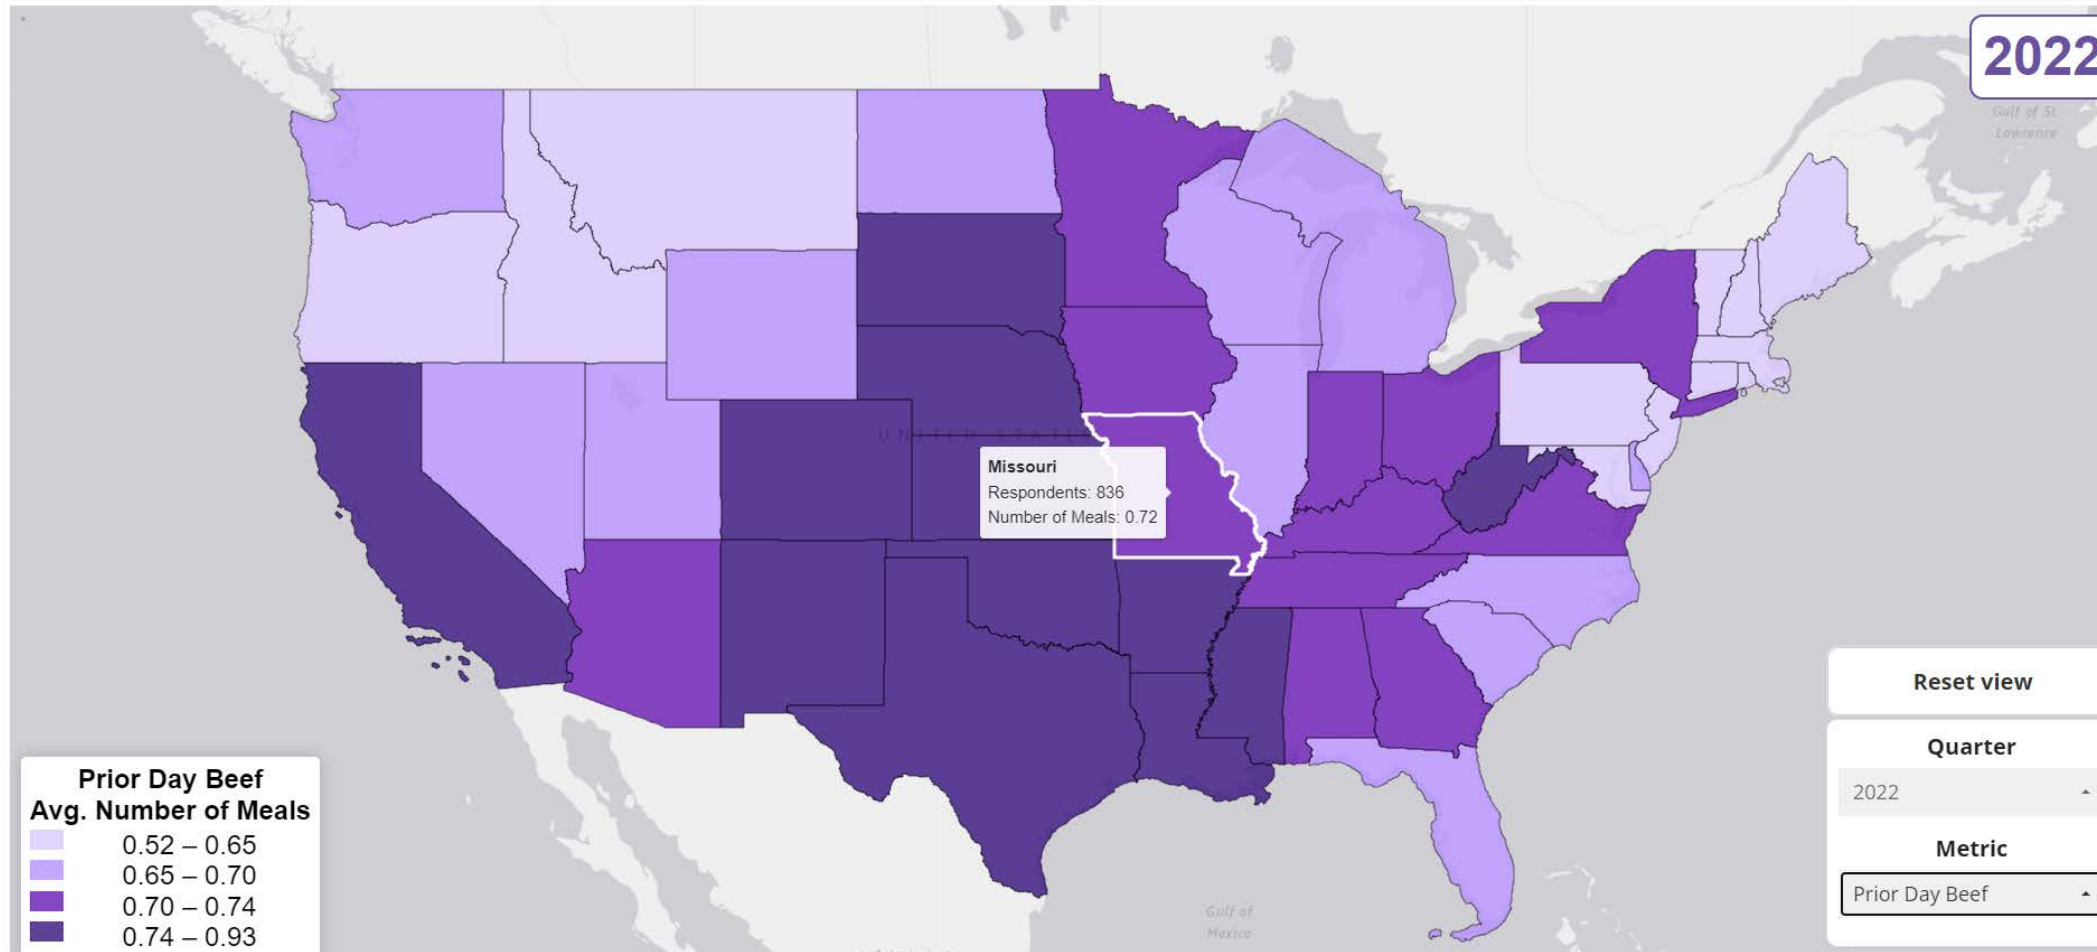 2022
Gulf of St.
Lawrence
UNITED STATE
Missouri
Respondents: 836
Number of Meals: 0.72
Reset view
Quarter
2022
Metric
Prior Day Beef
Prior Day Beef
Avg. Number of Meals
0.52 – 0.65
0.65 – 0.70
0.70 – 0.74
0.74 – 0.93
Gulf of
Mexico